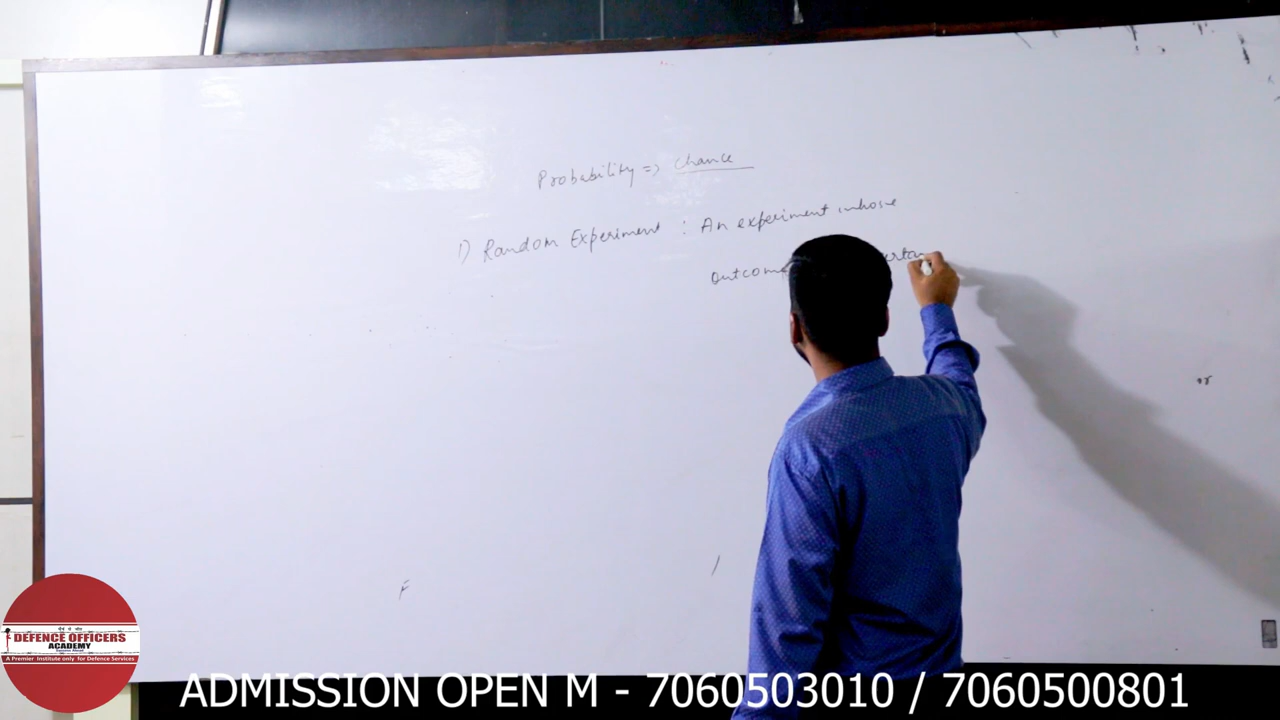 Probability => chance
1) Random Experiment : An experiment whose
outcome
or
F
DEFENCE OFFICERS
ACADEMY
A Premier Institute only for Defence Services
ADMISSION OPEN M - 7060503010 / 7060500801